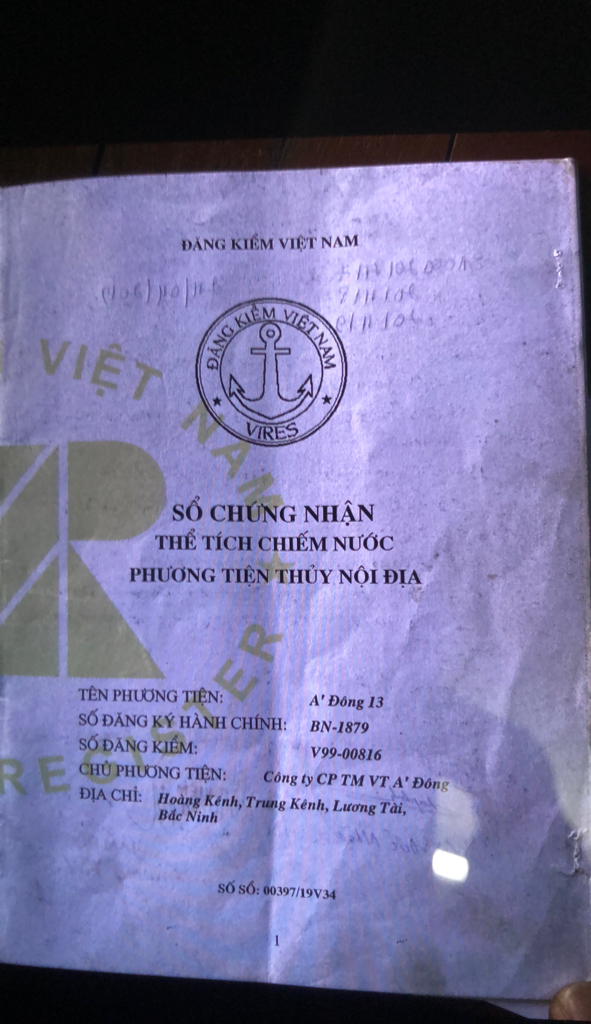 ĐĂNG KIỂM VIỆT NAM
ĐĂNG KIỂM VIỆT NAM
VIRES
VIỆT NAM
REGISTER
SỔ CHỨNG NHẬN
THỂ TÍCH CHIẾM NƯỚC
PHƯƠNG TIỆN THỦY NỘI ĐỊA
TÊN PHƯƠNG TIỆN: A' Đông 13
SỐ ĐĂNG KÝ HÀNH CHÍNH: BN-1879
SỐ ĐĂNG KIỂM: V99-00816
CHỦ PHƯƠNG TIỆN: Công ty CP TM VT A' Đông
ĐỊA CHỈ: Hoàng Kênh, Trung Kênh, Lương Tài,
Bắc Ninh
SỐ SỔ: 00397/19V34
1